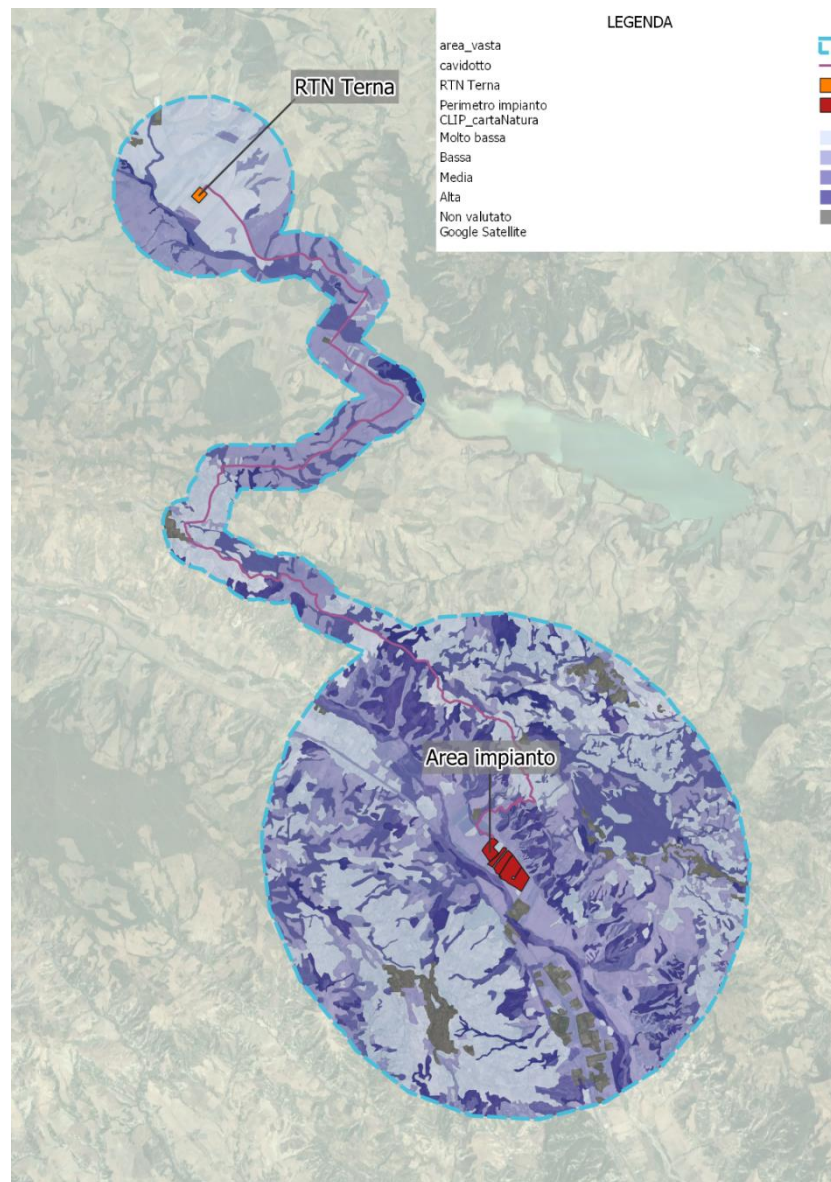 LEGENDA
area_vasta
cavidotto
RTN Terna
Perimetro impianto
CLIP_cartaNatura
Molto bassa
Bassa
Media
Alta
Non valutato
Google Satellite
RTN Terna
Area impianto